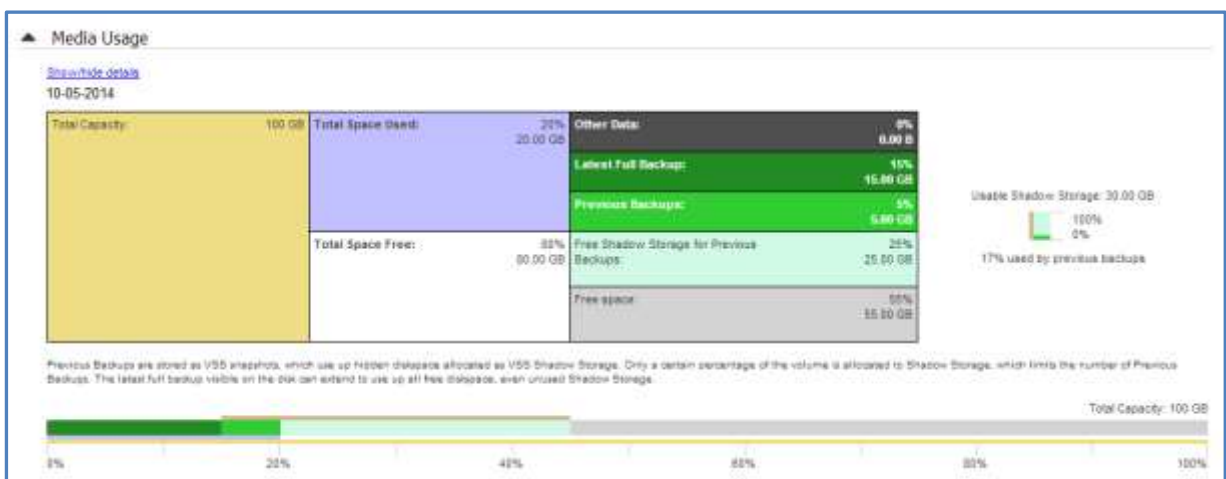 Media Usage
Show/hide details
10-05-2014
Total Capacity: 100 GB
Total Space Used: 20%
20.00 GB
Other Data: 0%
0.00 B
Latest Full Backup: 15%
15.00 GB
Previous Backups: 5%
5.00 GB
Total Space Free: 80%
80.00 GB
Free Shadow Storage for Previous Backups: 25%
25.00 GB
Free space: 55%
55.00 GB
Usable Shadow Storage: 30.00 GB
100%
0%
17% used by previous backups
Previous Backups are stored as VSS snapshots, which use up hidden diskspace allocated as VSS Shadow Storage. Only a certain percentage of the volume is allocated to Shadow Storage, which limits the number of Previous
Backups. The latest full backup visible on the disk can extend to use up all free diskspace, even unused Shadow Storage.
Total Capacity: 100 GB
0% 20% 40% 60% 80% 100%